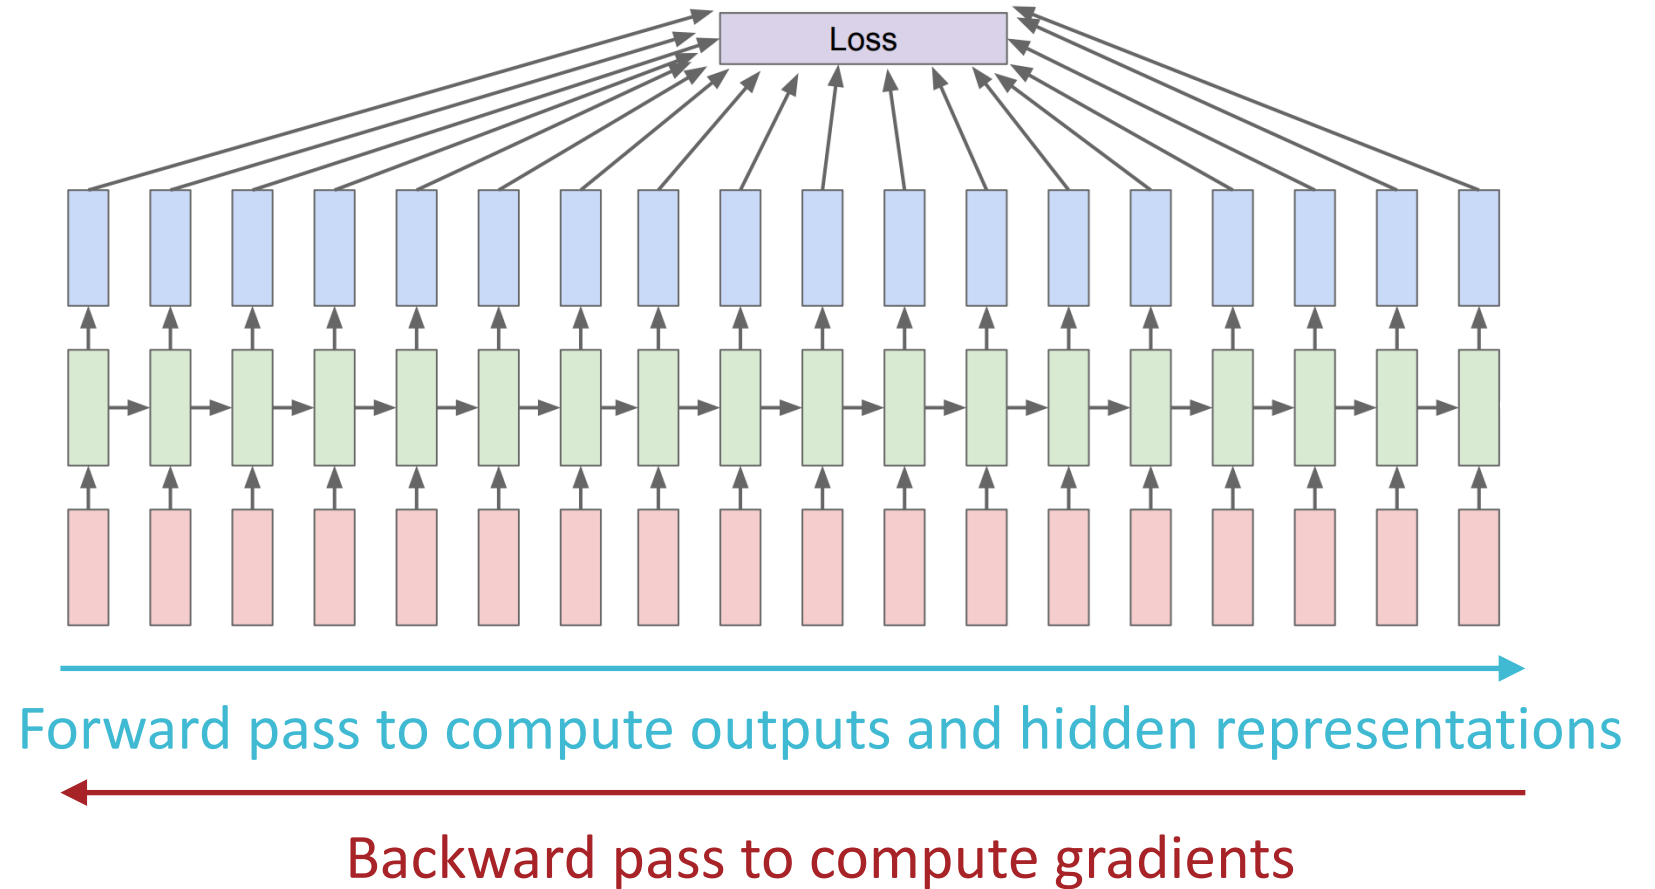 Loss
Forward pass to compute outputs and hidden representations
Backward pass to compute gradients